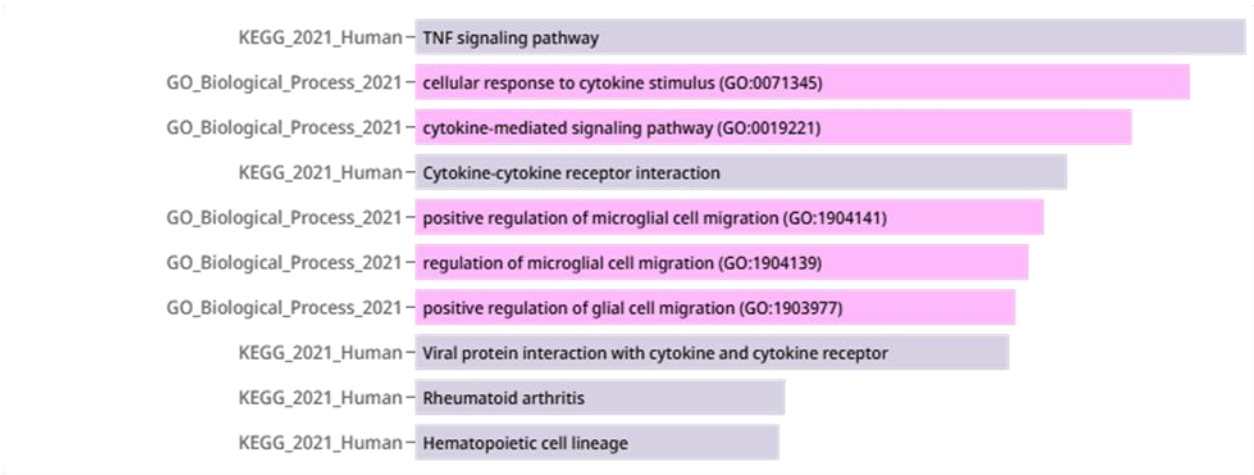 KEGG_2021_Human TNF signaling pathway
GO_Biological_Process_2021 cellular response to cytokine stimulus (GO:0071345)
GO_Biological_Process_2021 cytokine-mediated signaling pathway (GO:0019221)
KEGG_2021_Human Cytokine-cytokine receptor interaction
GO_Biological_Process_2021 positive regulation of microglial cell migration (GO:1904141)
GO_Biological_Process_2021 regulation of microglial cell migration (GO:1904139)
GO_Biological_Process_2021 positive regulation of glial cell migration (GO:1903977)
KEGG_2021_Human Viral protein interaction with cytokine and cytokine receptor
KEGG_2021_Human Rheumatoid arthritis
KEGG_2021_Human Hematopoietic cell lineage